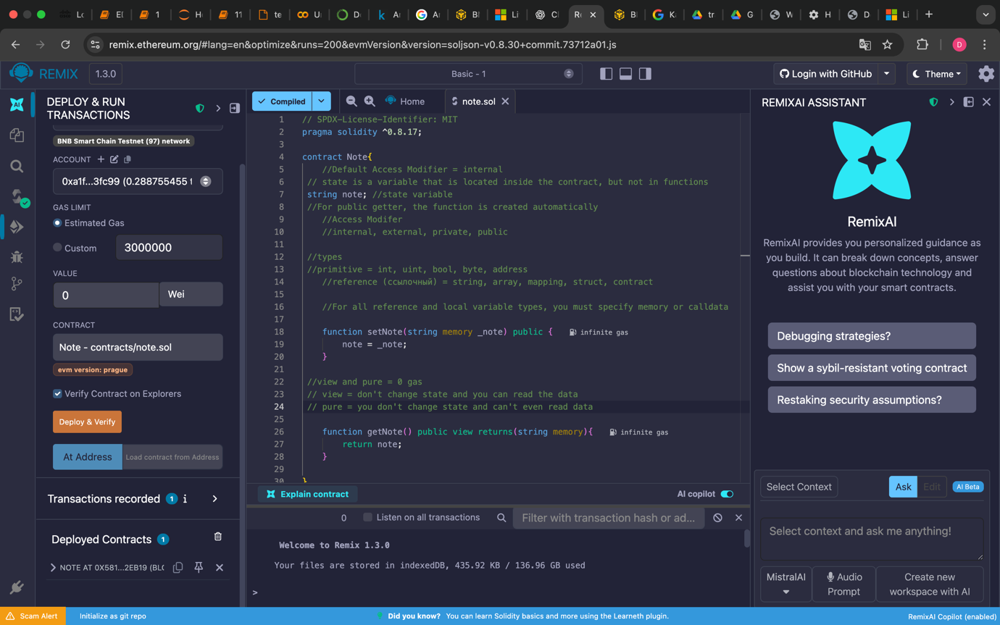 Lo
El
1
He
11
te
Un
Do
Ar
Ar
Bl
Li
Cl
Re
Bl
Ka
tr
G
W
H
D
Li
remix.ethereum.org/#lang=en&optimize&runs=200&evmVersion&version=soljson-v0.8.30+commit.73712a01.js
D
REMIX
1.3.0
Basic - 1
Login with GitHub
Theme
AI
DEPLOY & RUN
TRANSACTIONS
BNB Smart Chain Testnet (97) network
ACCOUNT
0xa1f...3fc99 (0.288755455 t
GAS LIMIT
Estimated Gas
Custom
3000000
VALUE
0
Wei
CONTRACT
Note - contracts/note.sol
evm version: prague
Verify Contract on Explorers
Deploy & Verify
At Address
Load contract from Address
Transactions recorded 1 i
Deployed Contracts 1
NOTE AT 0X581...2EB19 (BLO
Compiled
Home
note.sol
1 // SPDX-License-Identifier: MIT
2 pragma solidity ^0.8.17;
3
4 contract Note{
5 //Default Access Modifier = internal
6 // state is a variable that is located inside the contract, but not in functions
7 string note; //state variable
8 //For public getter, the function is created automatically
9 //Access Modifer
10 //internal, external, private, public
11
12 //types
13 //primitive = int, uint, bool, byte, address
14 //reference (ссылочный) = string, array, mapping, struct, contract
15
16 //For all reference and local variable types, you must specify memory or calldata
17
18 function setNote(string memory _note) public { infinite gas
19 note = _note;
20 }
21
22 //view and pure = 0 gas
23 // view = don't change state and you can read the data
24 // pure = you don't change state and can't even read data
25
26 function getNote() public view returns(string memory){ infinite gas
27 return note;
28 }
29
30 }
Explain contract
AI copilot
0
Listen on all transactions
Filter with transaction hash or ad...
Welcome to Remix 1.3.0
Your files are stored in indexedDB, 435.92 KB / 136.96 GB used
>
REMIXAI ASSISTANT
RemixAI
RemixAI provides you personalized guidance as
you build. It can break down concepts, answer
questions about blockchain technology and
assist you with your smart contracts.
Debugging strategies?
Show a sybil-resistant voting contract
Restaking security assumptions?
Select Context
Ask
Edit
AI Beta
Select context and ask me anything!
MistralAI
Audio
Prompt
Create new
workspace with AI
Scam Alert
Initialize as git repo
Did you know? You can learn Solidity basics and more using the Learneth plugin.
RemixAI Copilot (enabled)